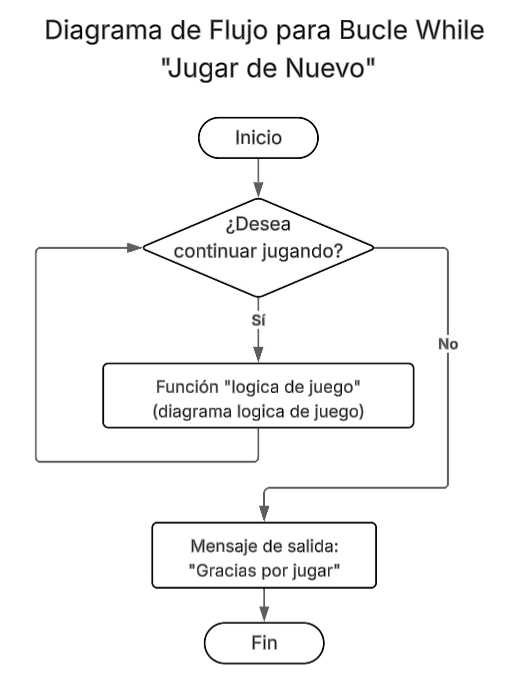 Diagrama de Flujo para Bucle While
"Jugar de Nuevo"
Inicio
¿Desea
continuar jugando?
Sí
No
Función "logica de juego"
(diagrama logica de juego)
Mensaje de salida:
"Gracias por jugar"
Fin